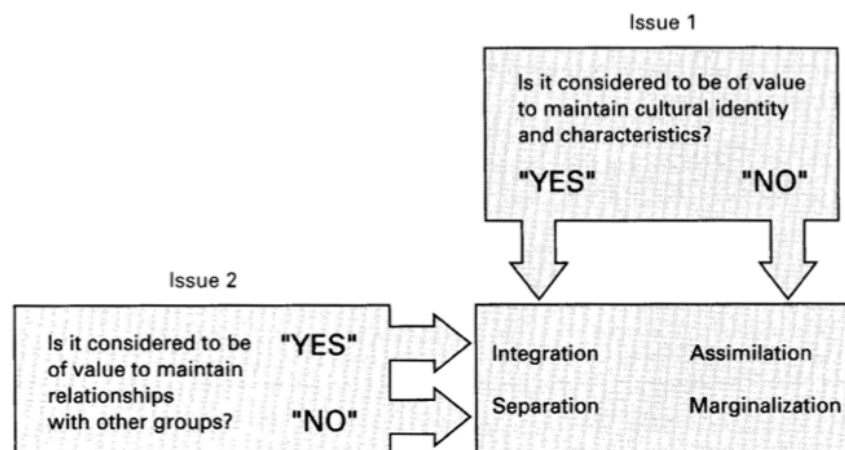 Issue 1
Is it considered to be of value
to maintain cultural identity
and characteristics?
"YES" "NO"
Issue 2
Is it considered to be
of value to maintain
relationships
with other groups?
"YES"
"NO"
Integration Assimilation
Separation Marginalization